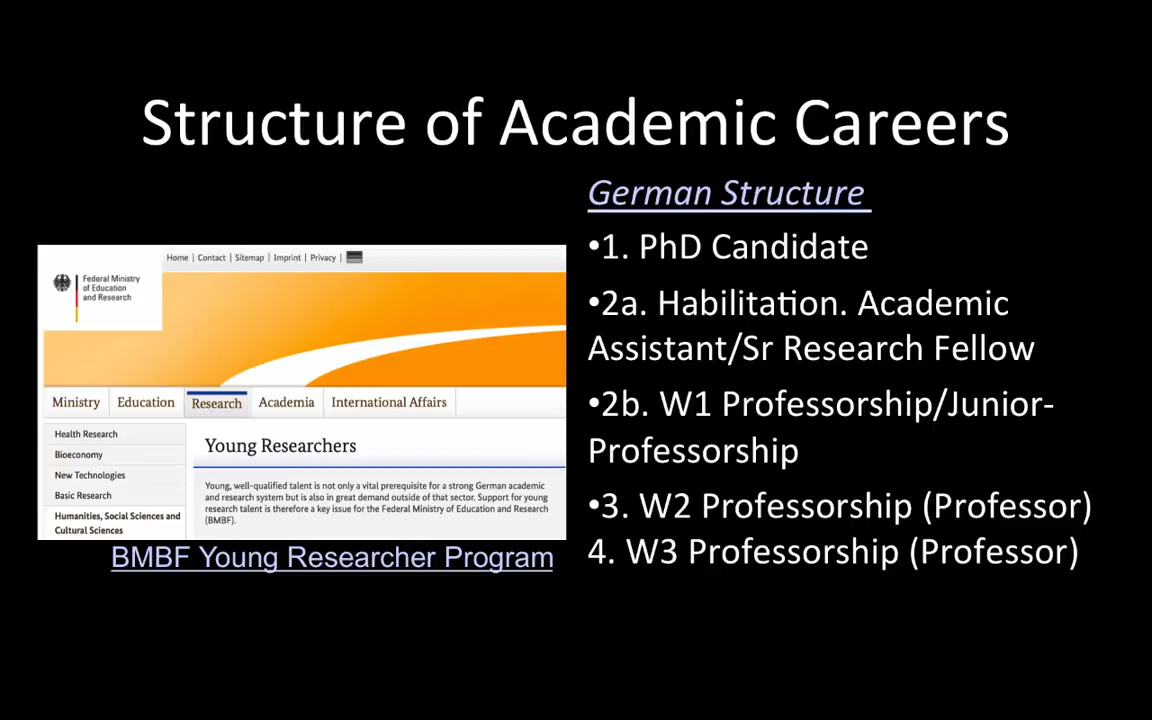 Structure of Academic Careers
Home | Contact | Sitemap | Imprint | Privacy |
Federal Ministry
of Education
and Research
Ministry
Education
Research
Academia
International Affairs
Health Research
Bioeconomy
New Technologies
Basic Research
Humanities, Social Sciences and
Cultural Sciences
Young Researchers
Young, well-qualified talent is not only a vital prerequisite for a strong German academic
and research system but is also in great demand outside of that sector. Support for young
research talent is therefore a key issue for the Federal Ministry of Education and Research
(BMBF).
BMBF Young Researcher Program
German Structure
•1. PhD Candidate
•2a. Habilitation. Academic
Assistant/Sr Research Fellow
•2b. W1 Professorship/Junior-
Professorship
•3. W2 Professorship (Professor)
4. W3 Professorship (Professor)